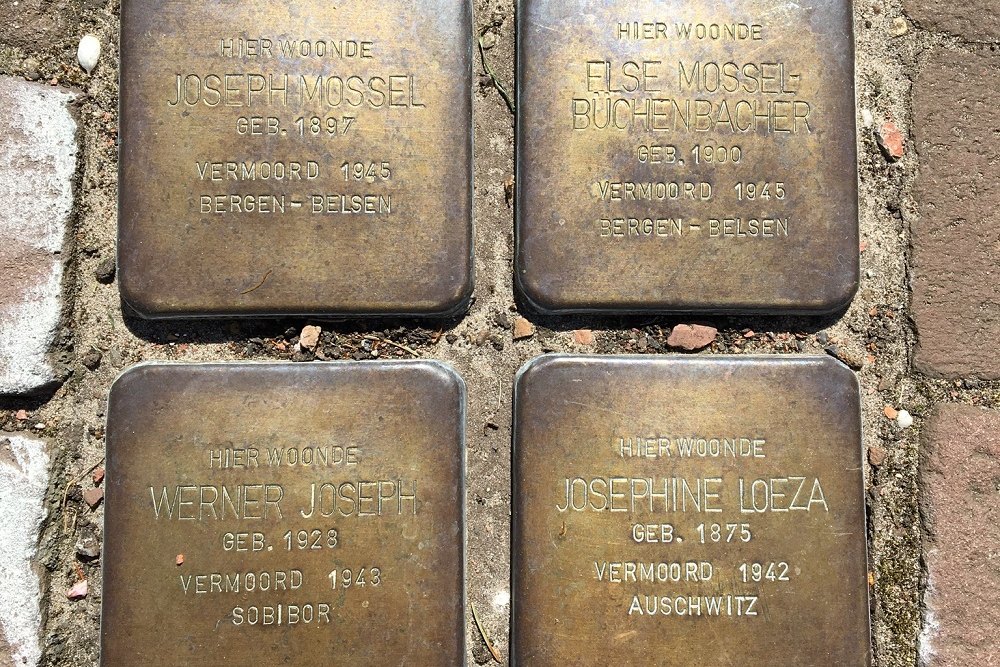 HIER WOONDE
JOSEPH MOSSEL
GEB. 1897
VERMOORD 1945
BERGEN - BELSEN
HIER WOONDE
ELSE MOSSEL-
BÜCHENBACHER
GEB. 1900
VERMOORD 1945
BERGEN - BELSEN
HIER WOONDE
WERNER JOSEPH
GEB. 1928
VERMOORD 1943
SOBIBOR
HIER WOONDE
JOSEPHINE LOEZA
GEB. 1875
VERMOORD 1942
AUSCHWITZ